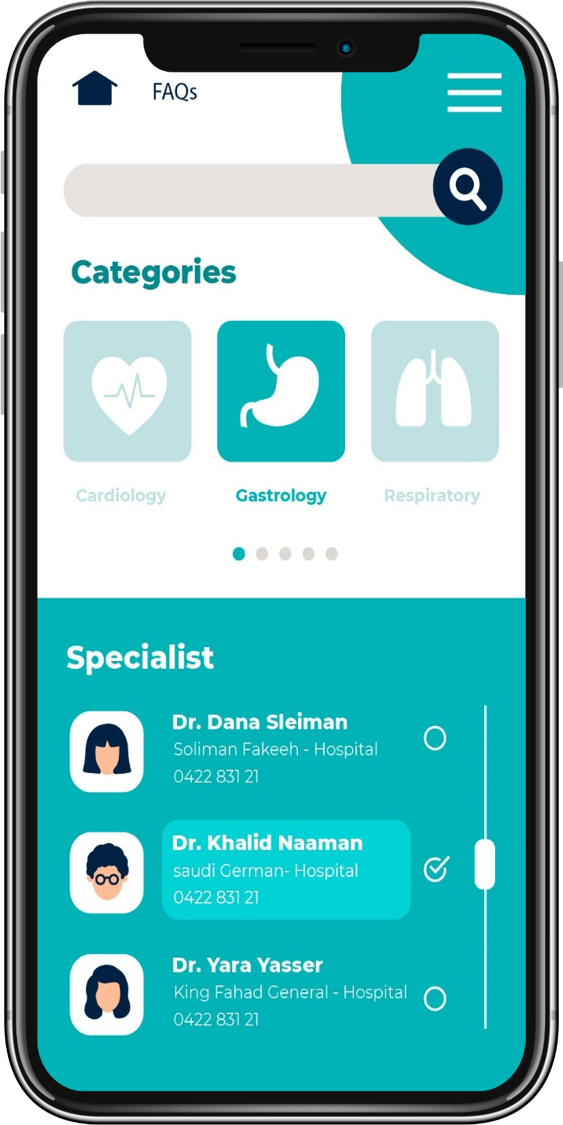 FAQs
Categories
Cardiology
Gastrology
Respiratory
Specialist
Dr. Dana Sleiman
Soliman Fakeeh - Hospital
0422 831 21
Dr. Khalid Naaman
saudi German- Hospital
0422 831 21
Dr. Yara Yasser
King Fahad General - Hospital
0422 831 21